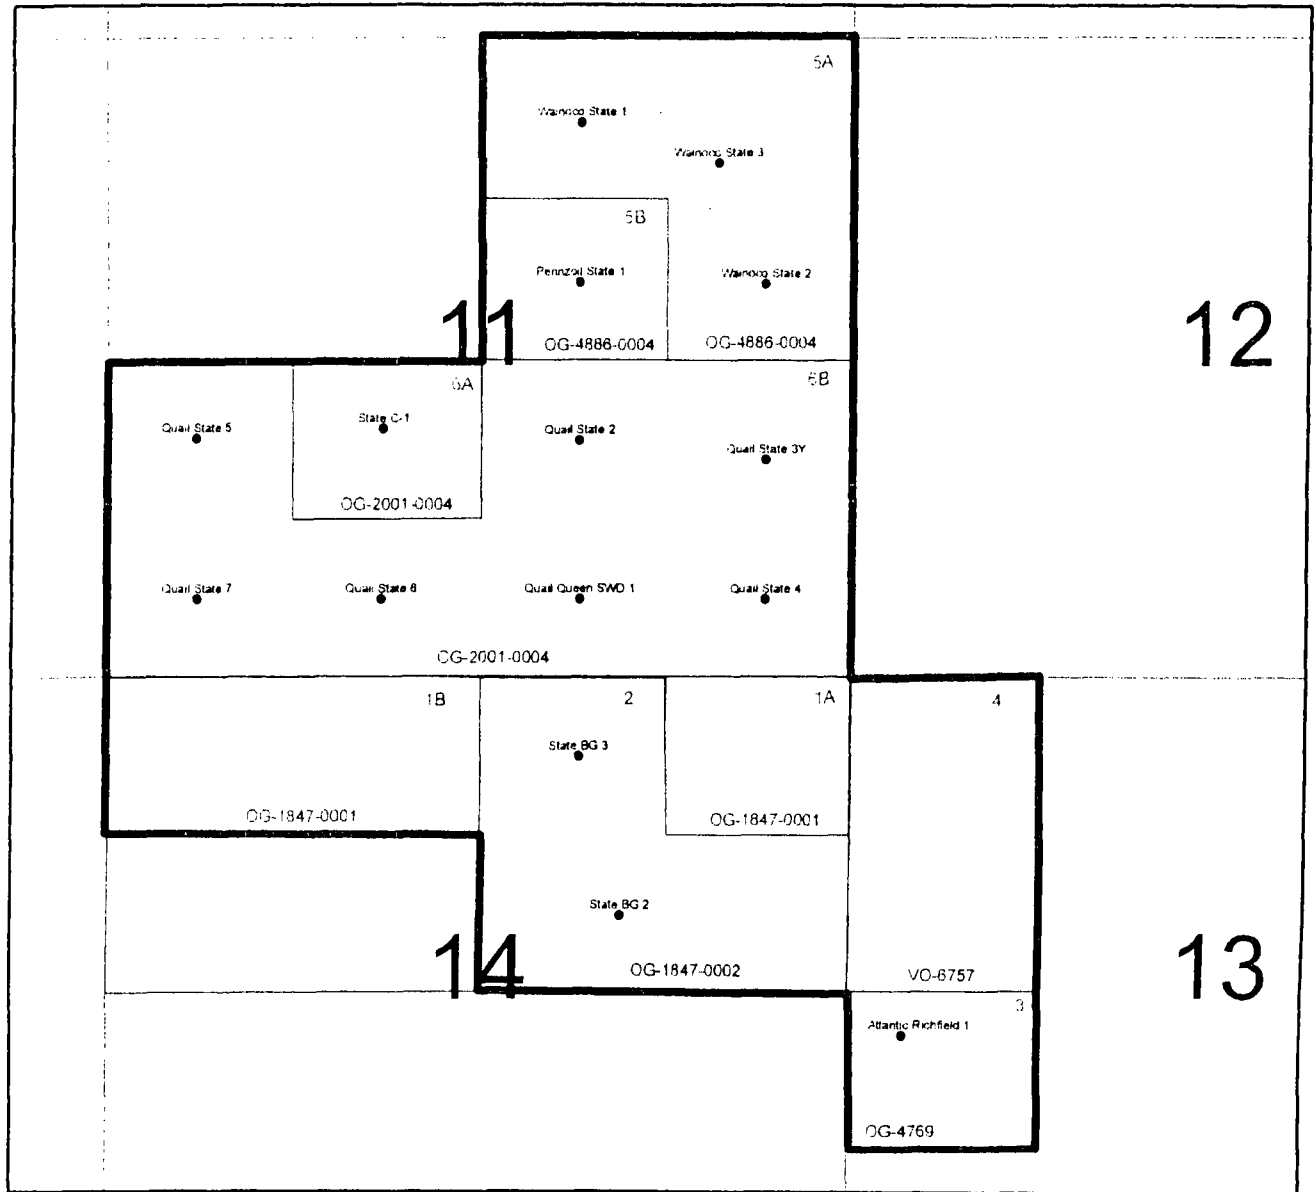 5A
Wainoco State 1
Wainoco State 3
5B
Pennzoil State 1
Wainoco State 2
11
12
OG-4886-0004
OG-4886-0004
6A
6B
State C-1
Quail State 5
Quail State 2
Quail State 3Y
OG-2001-0004
Quail State 7
Quail State 6
Quail Queen SWD 1
Quail State 4
OG-2001-0004
1B
2
1A
4
State BG 3
OG-1847-0001
OG-1847-0001
State BG 2
14
13
OG-1847-0002
VO-6757
3
Atlantic Richfield 1
OG-4769